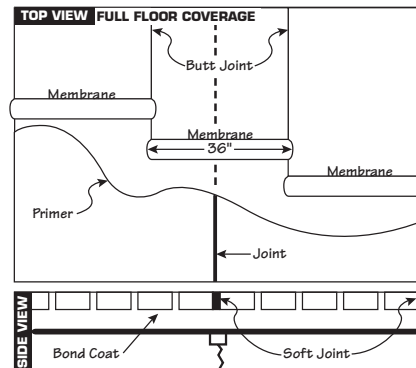 TOP VIEW FULL FLOOR COVERAGE
Butt Joint
Membrane
Membrane
36"
Membrane
Primer
Joint
SIDE VIEW
Bond Coat
Soft Joint